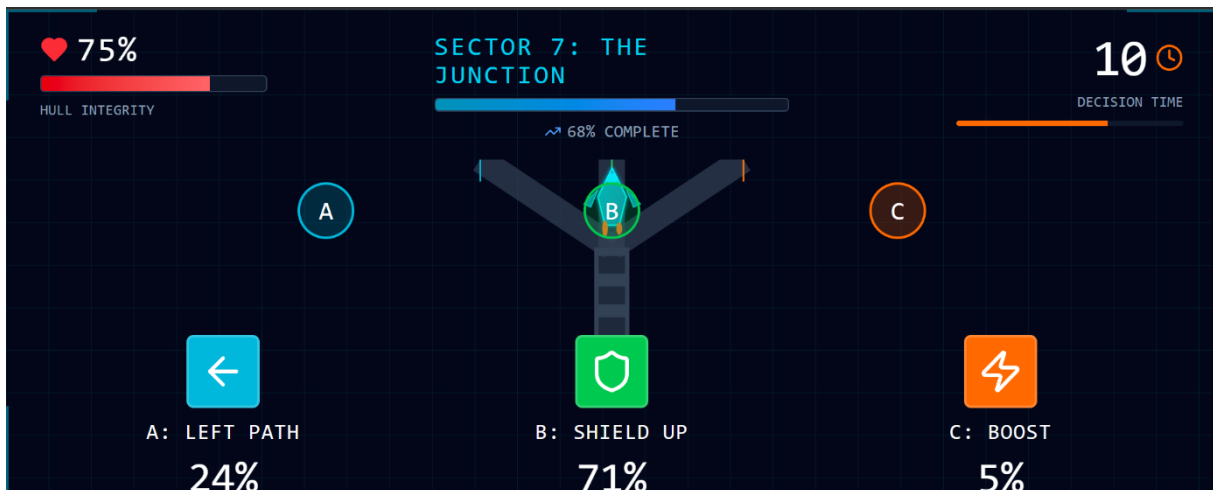 75%
HULL INTEGRITY
SECTOR 7: THE
JUNCTION
68% COMPLETE
10
DECISION TIME
A
B
C
A: LEFT PATH
24%
B: SHIELD UP
71%
C: BOOST
5%